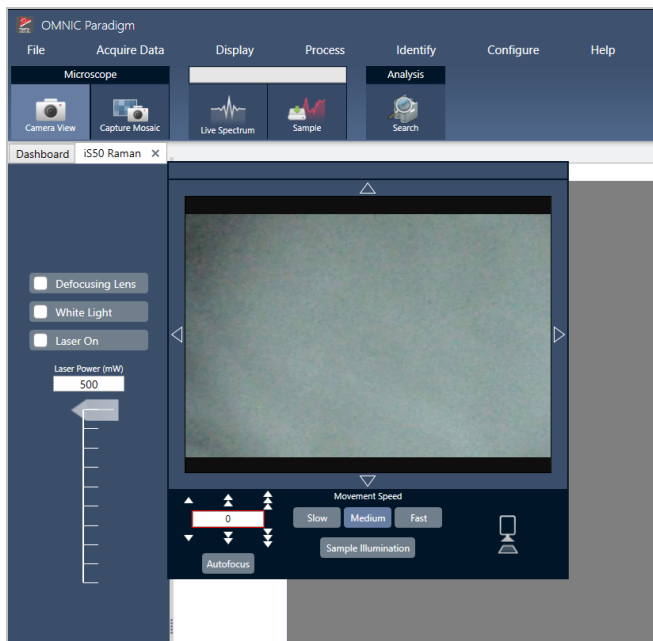 OMNIC Paradigm
File Acquire Data Display Process Identify Configure Help
Microscope Analysis
Camera View Capture Mosaic Live Spectrum Sample Search
Dashboard iS50 Raman
Defocusing Lens
White Light
Laser On
Laser Power (mW)
500
Movement Speed
0 Slow Medium Fast
Sample Illumination
Autofocus